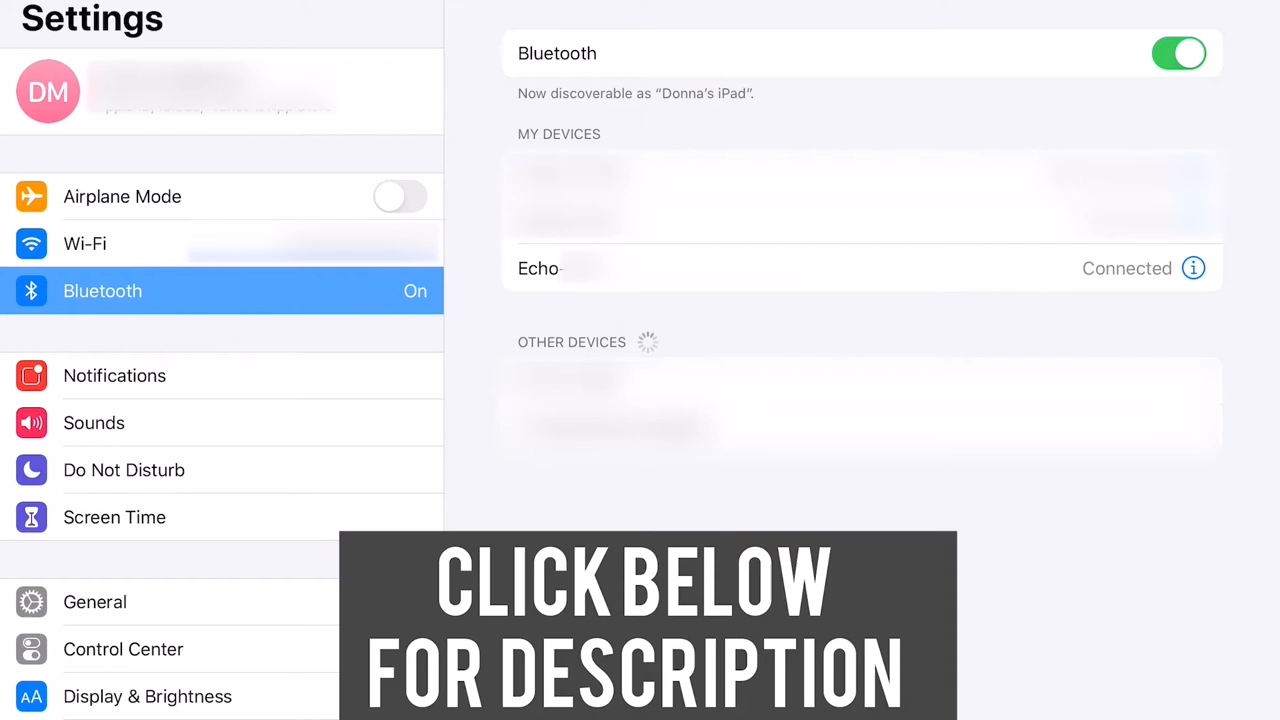 Settings
DM
Airplane Mode
Wi-Fi
Bluetooth On
Notifications
Sounds
Do Not Disturb
Screen Time
General
Control Center
AA Display & Brightness
Bluetooth
Now discoverable as “Donna’s iPad”.
MY DEVICES
Echo- Connected i
OTHER DEVICES
CLICK BELOW
FOR DESCRIPTION